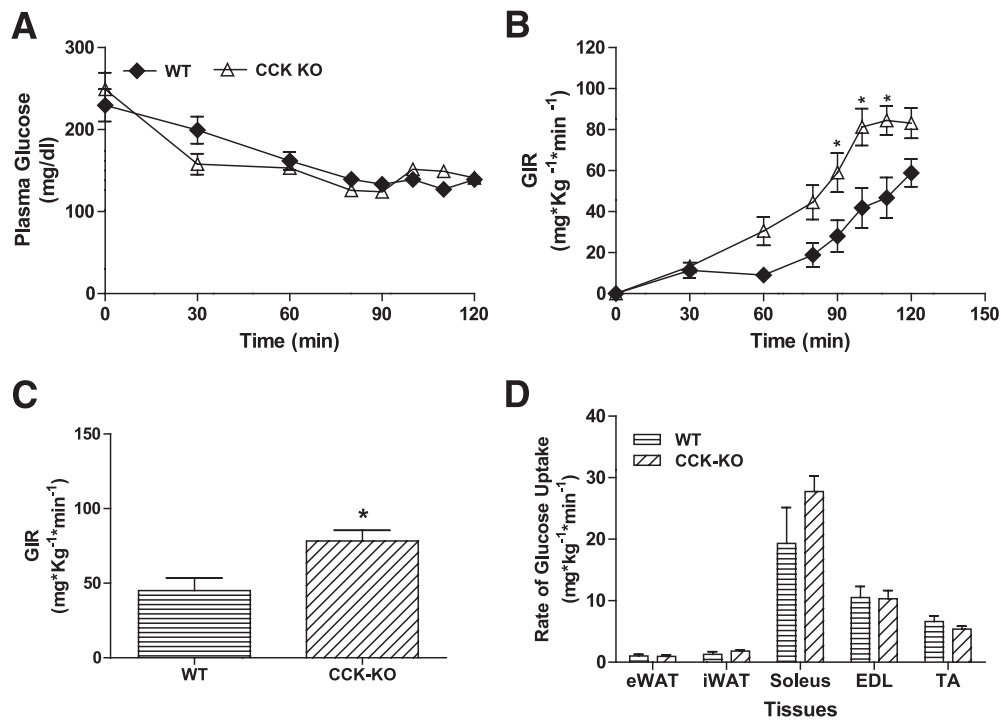 A
300
200
100
0
Plasma Glucose
(mg/dl)
WT
CCK KO
0
30
60
90
120
Time (min)
B
120
100
80
60
40
20
0
GIR
(mg*Kg⁻¹*min⁻¹)
*
*
*
0
30
60
90
120
150
Time (min)
C
150
100
50
0
GIR
(mg*Kg⁻¹*min⁻¹)
*
WT
CCK-KO
D
40
30
20
10
0
Rate of Glucose Uptake
(mg*kg⁻¹*min⁻¹)
WT
CCK-KO
eWAT
iWAT
Soleus
EDL
TA
Tissues